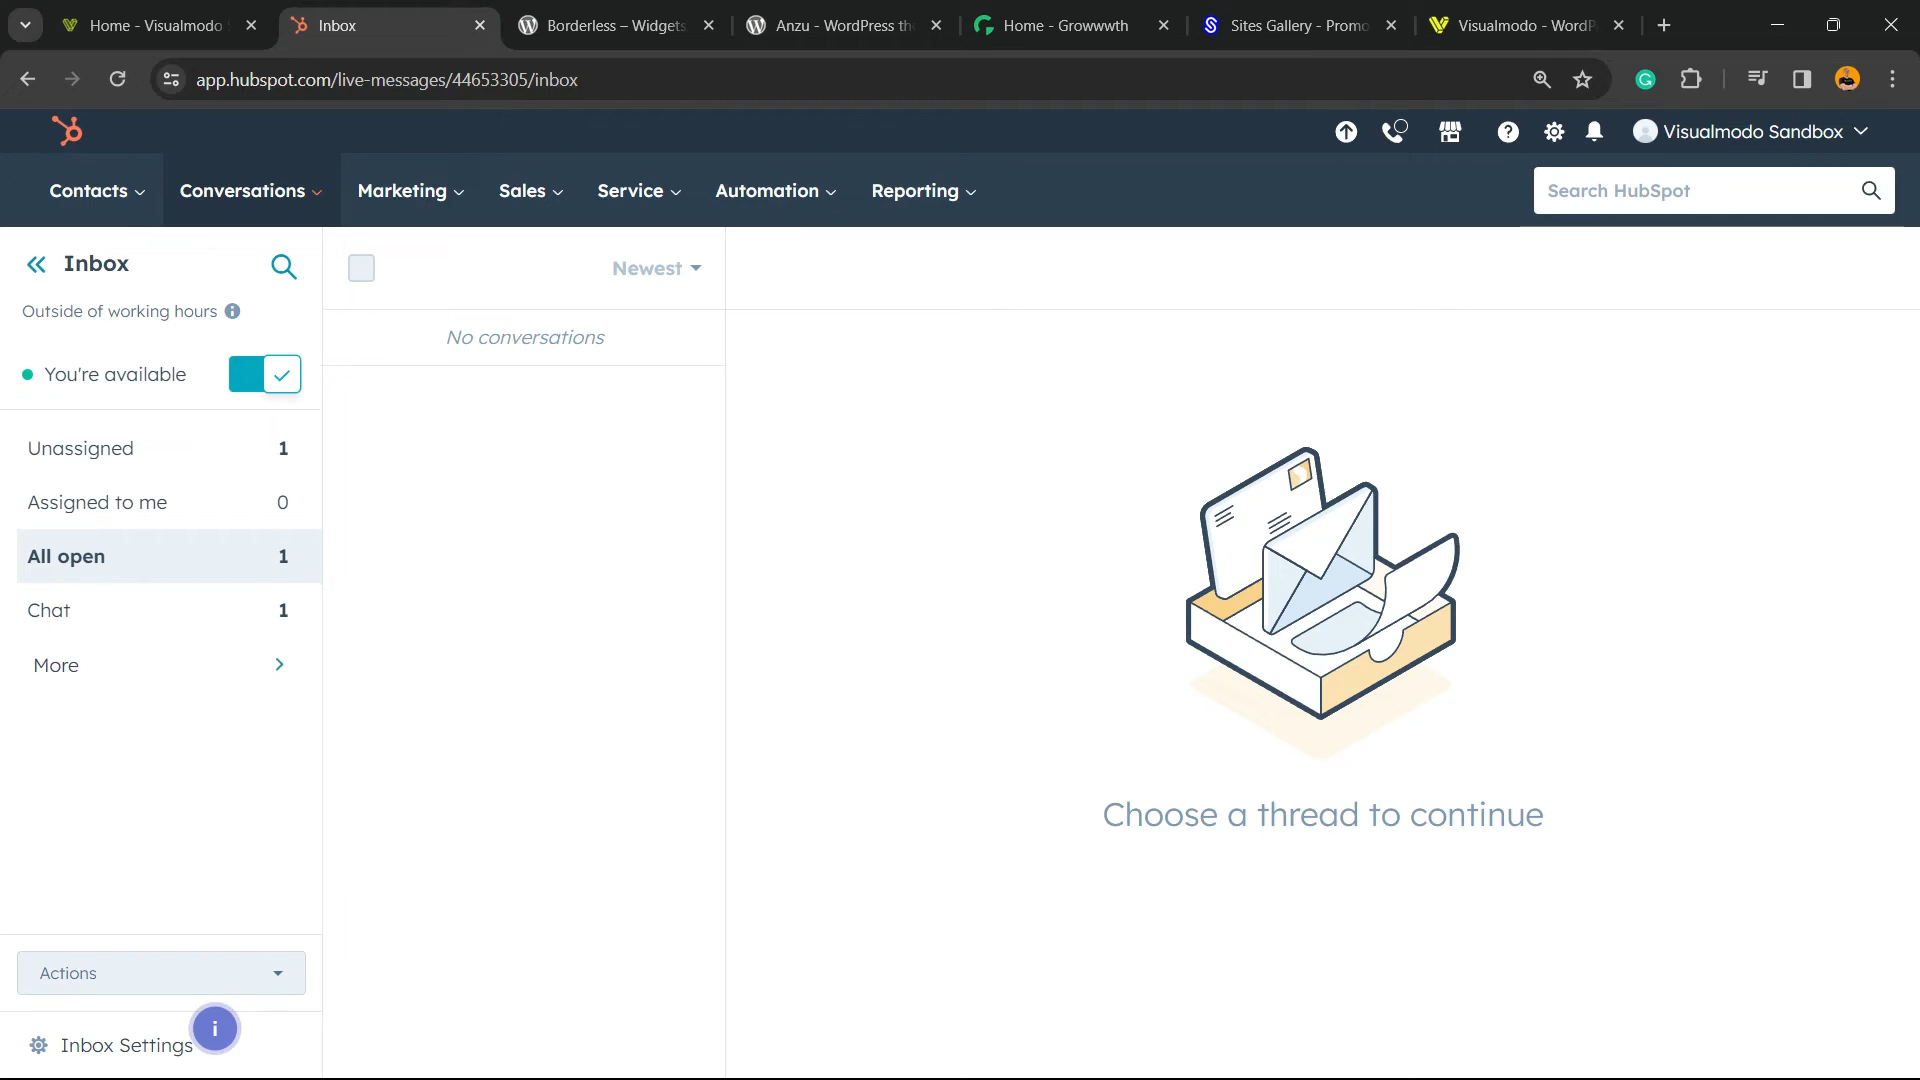 Home - Visualmodo
Inbox
Borderless – Widgets
Anzu - WordPress th
Home - Growwwth
Sites Gallery - Promo
Visualmodo - WordP
app.hubspot.com/live-messages/44653305/inbox
Visualmodo Sandbox
Contacts
Conversations
Marketing
Sales
Service
Automation
Reporting
Search HubSpot
Inbox
Newest
Outside of working hours
No conversations
You're available
Unassigned 1
Assigned to me 0
All open 1
Chat 1
More
Choose a thread to continue
Actions
Inbox Settings